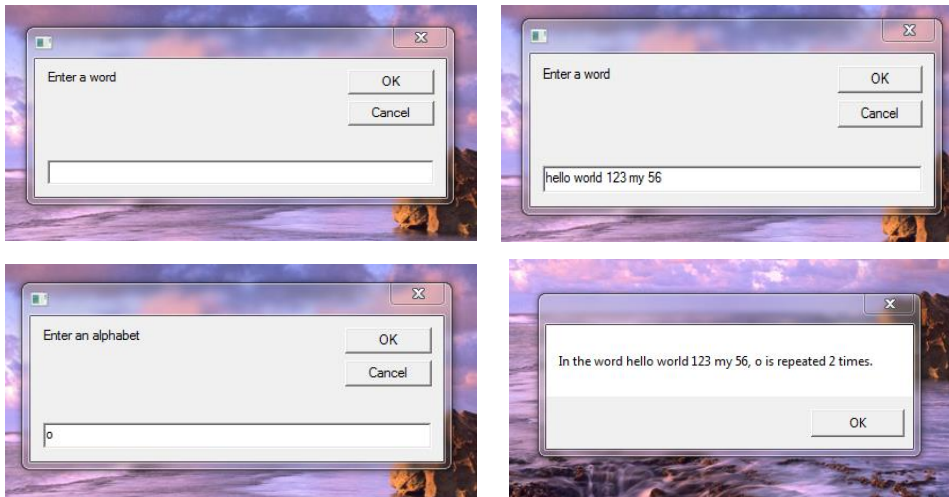 Enter a word
OK
Cancel
Enter a word
OK
Cancel
hello world 123 my 56
Enter an alphabet
OK
Cancel
o
In the word hello world 123 my 56, o is repeated 2 times.
OK